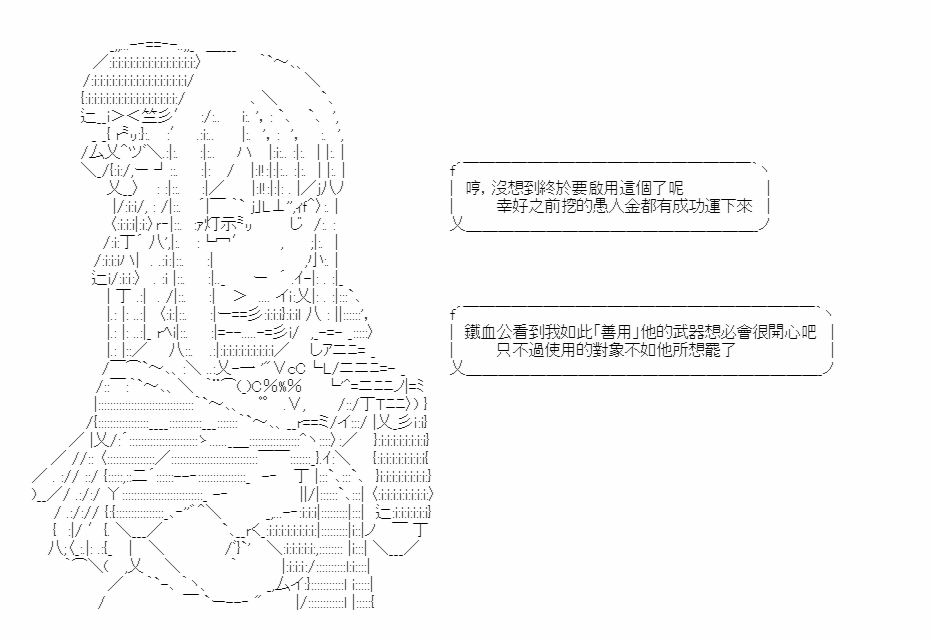 哼，沒想到終於要啟用這個了呢
幸好之前挖的愚人金都有成功運下來
鐵血公看到我如此「善用」他的武器想必會很開心吧
只不過使用的對象不如他所想罷了